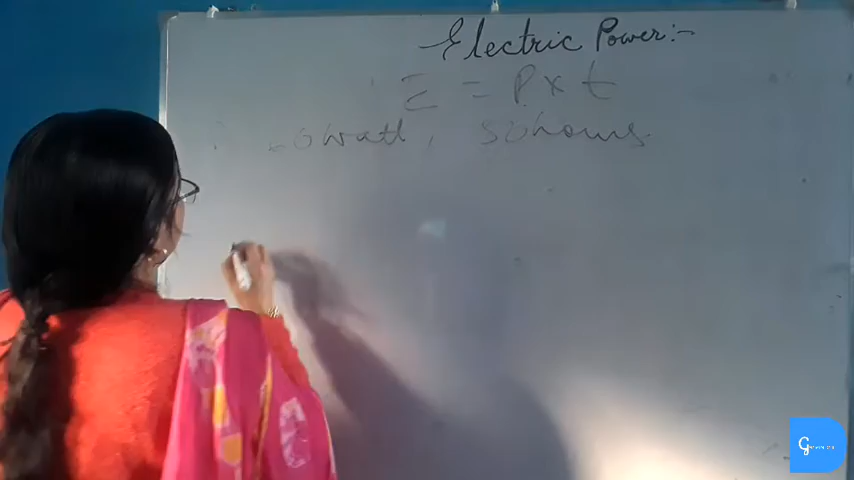 Electric Power :-
E = P x t
60 watt, 50 hours